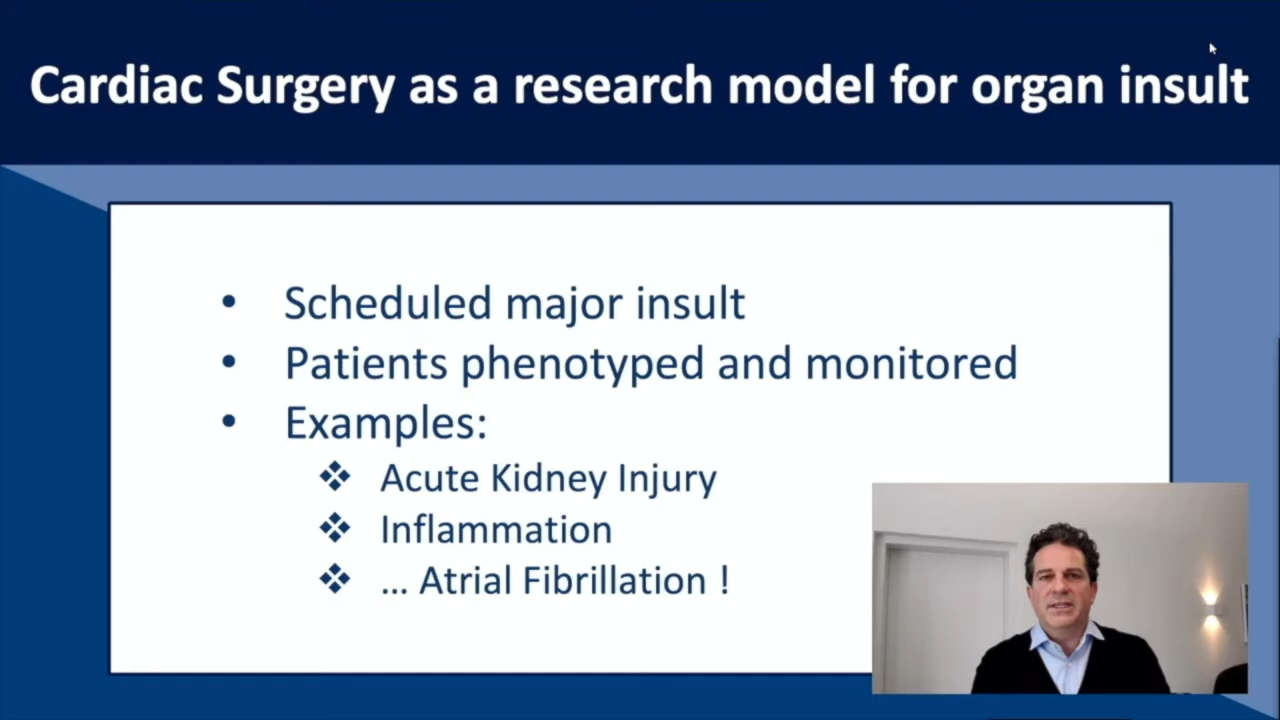 Cardiac Surgery as a research model for organ insult
• Scheduled major insult
• Patients phenotyped and monitored
• Examples:
❖ Acute Kidney Injury
❖ Inflammation
❖ ... Atrial Fibrillation !